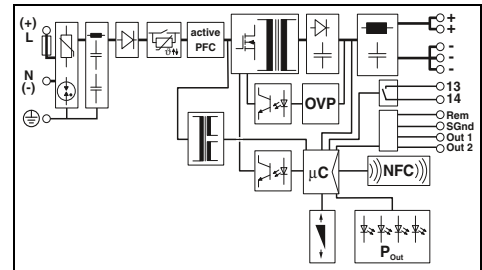 (+)
L
N
(-)
ϑ
active
PFC
+
+
-
-
-
OVP
13
14
Rem
SGnd
Out 1
Out 2
µC
NFC
P Out